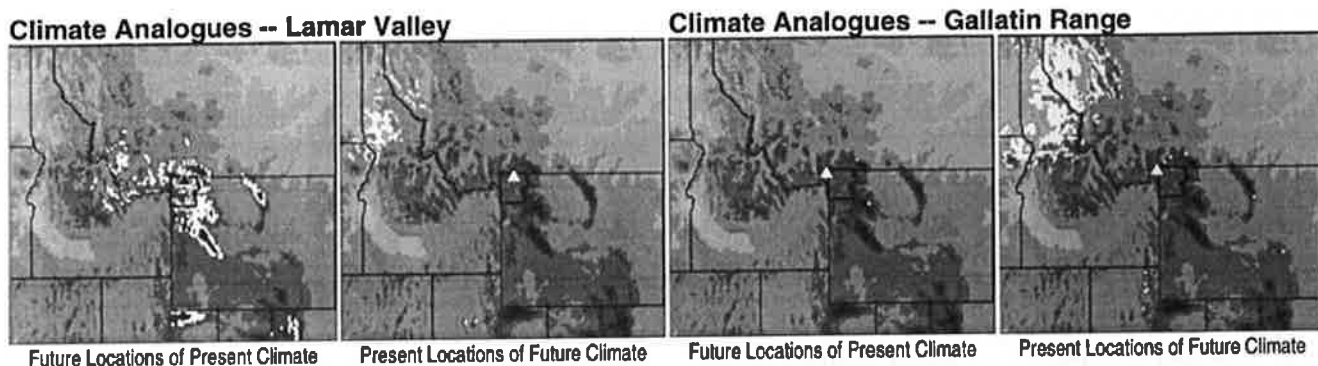 Climate Analogues -- Lamar Valley
Climate Analogues -- Gallatin Range
Future Locations of Present Climate
Present Locations of Future Climate
Future Locations of Present Climate
Present Locations of Future Climate